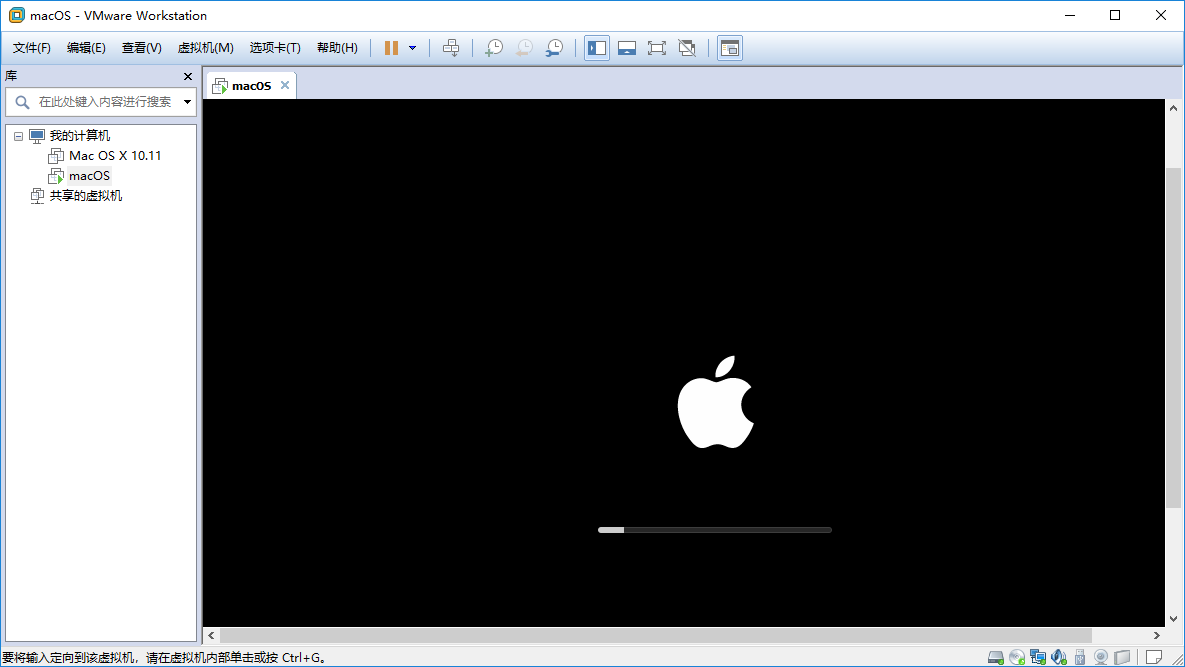 macOS - VMware Workstation
文件(F) 编辑(E) 查看(V) 虚拟机(M) 选项卡(T) 帮助(H)
库
在此处键入内容进行搜索
我的计算机
Mac OS X 10.11
macOS
共享的虚拟机
macOS
要将输入定向到该虚拟机，请在虚拟机内部单击或按 Ctrl+G。